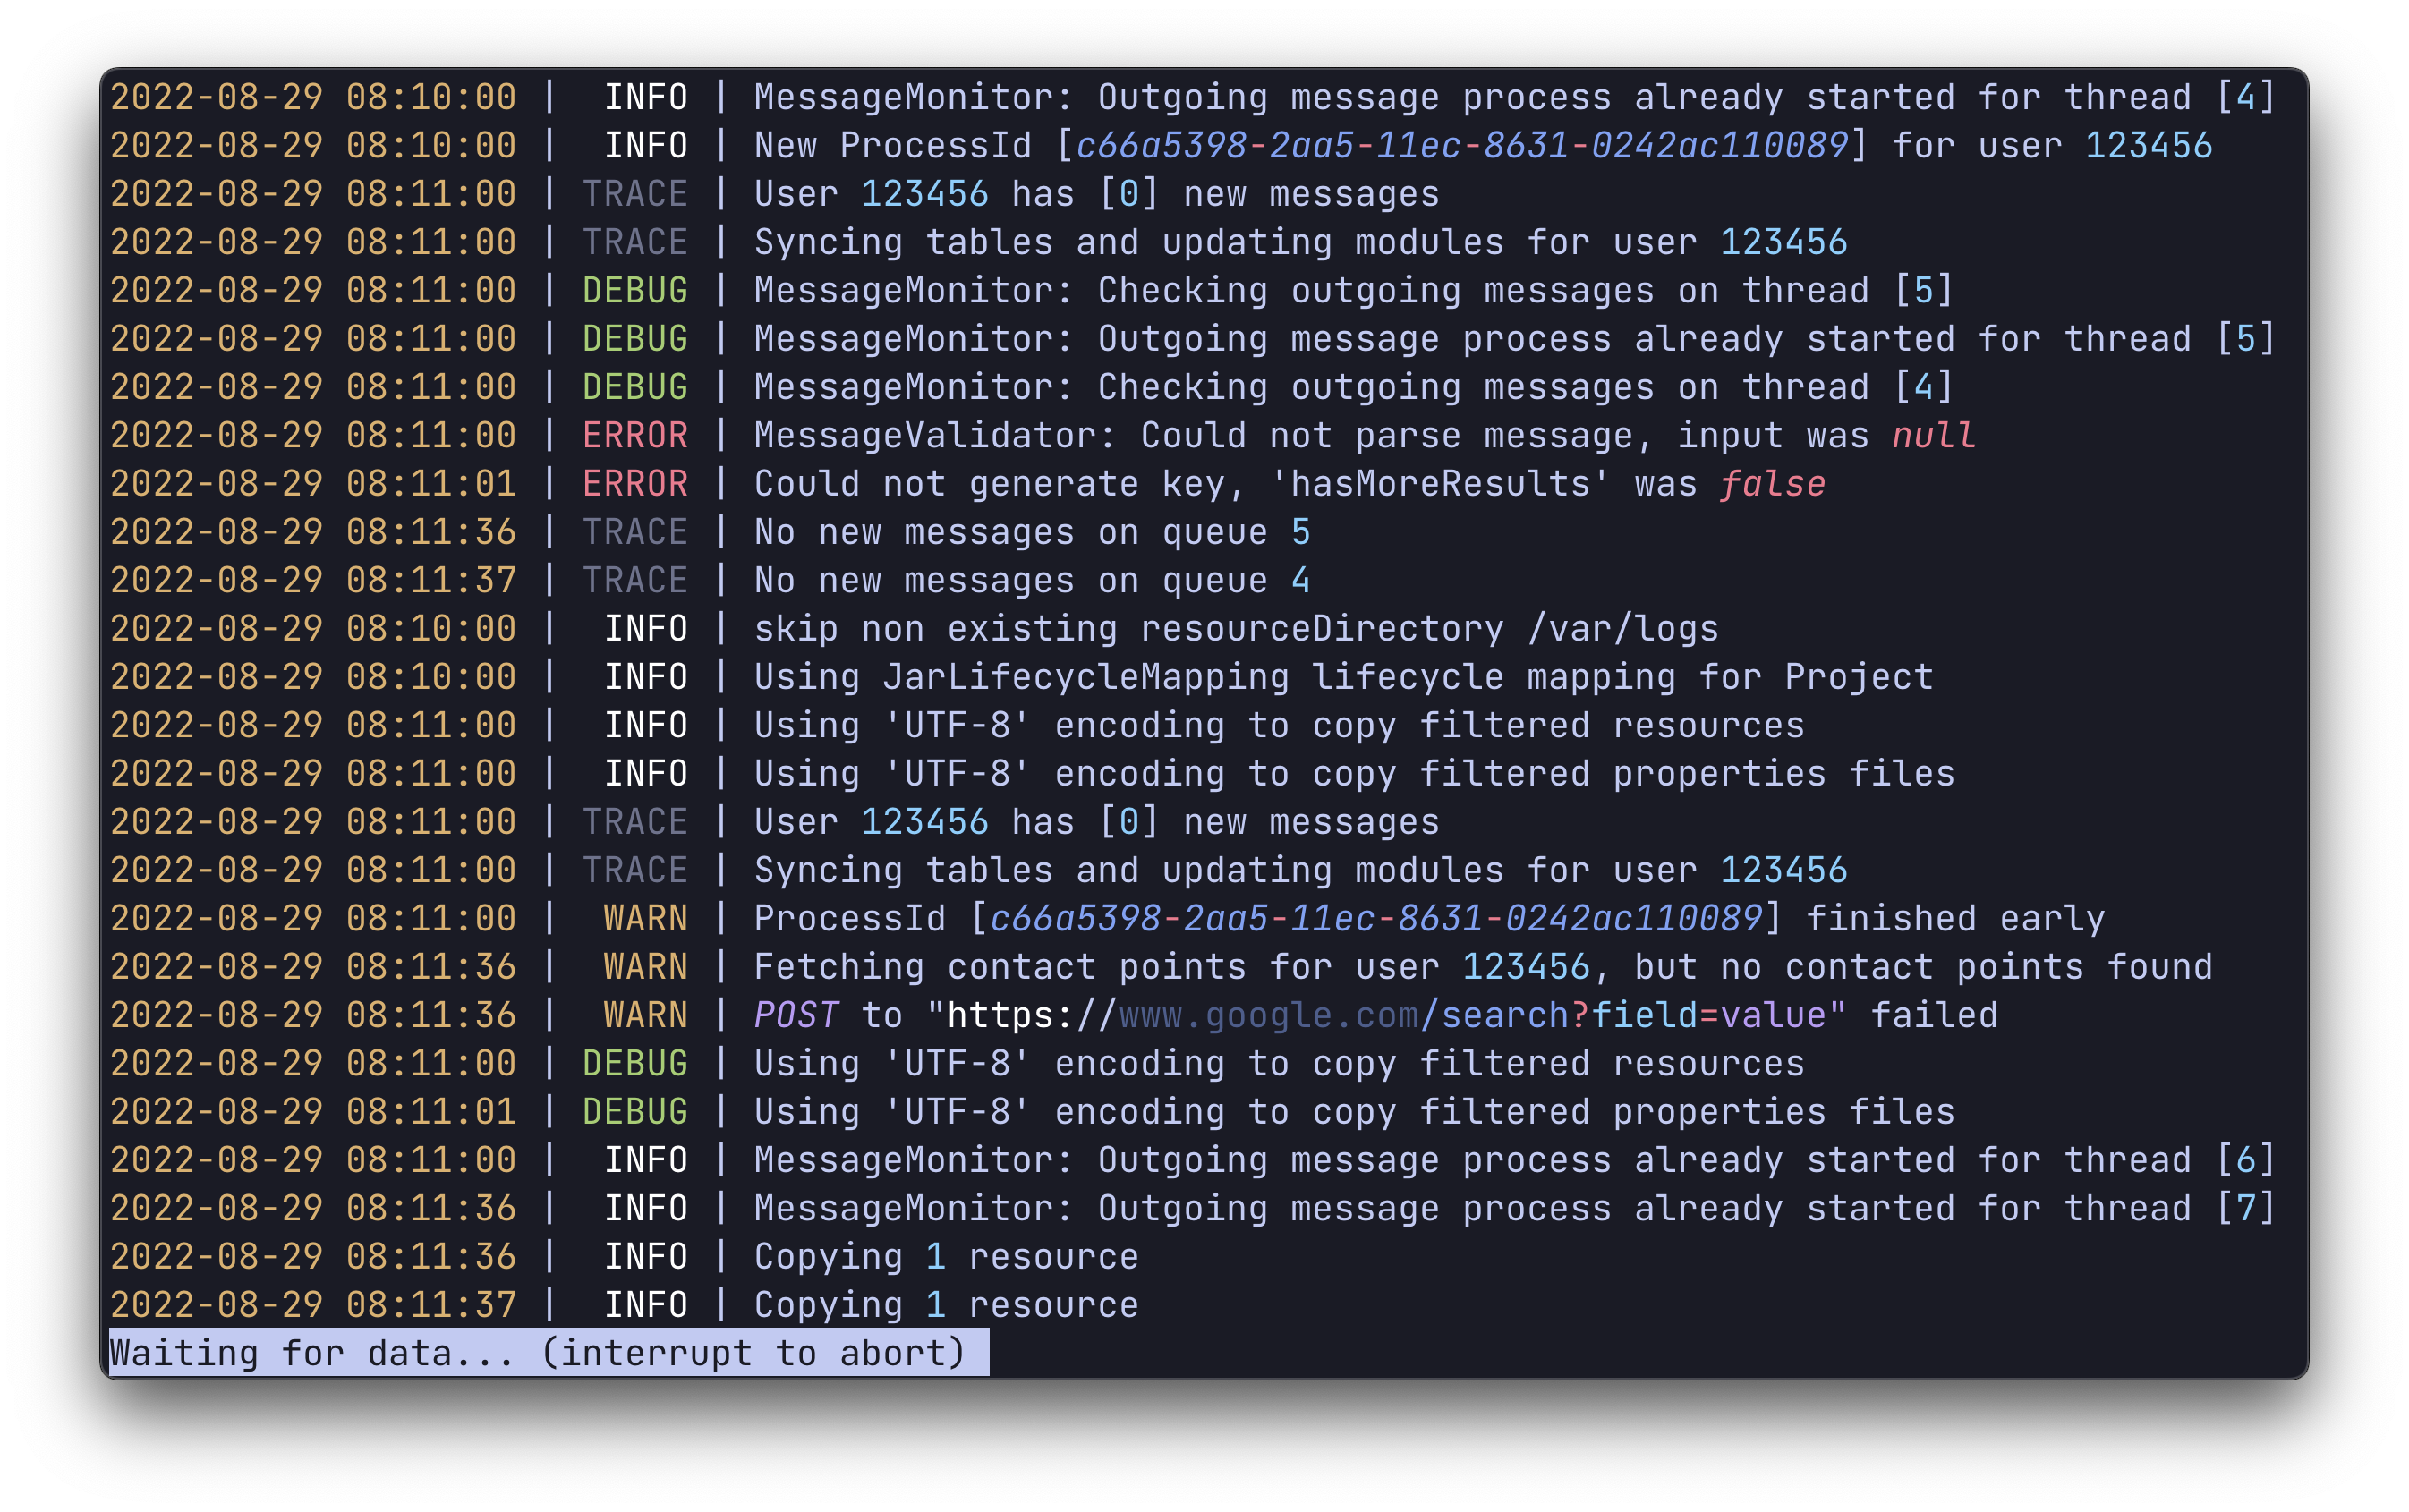 2022-08-29 08:10:00 |  INFO | MessageMonitor: Outgoing message process already started for thread [4]
2022-08-29 08:10:00 |  INFO | New ProcessId [c66a5398-2aa5-11ec-8631-0242ac110089] for user 123456
2022-08-29 08:11:00 | TRACE | User 123456 has [0] new messages
2022-08-29 08:11:00 | TRACE | Syncing tables and updating modules for user 123456
2022-08-29 08:11:00 | DEBUG | MessageMonitor: Checking outgoing messages on thread [5]
2022-08-29 08:11:00 | DEBUG | MessageMonitor: Outgoing message process already started for thread [5]
2022-08-29 08:11:00 | DEBUG | MessageMonitor: Checking outgoing messages on thread [4]
2022-08-29 08:11:00 | ERROR | MessageValidator: Could not parse message, input was null
2022-08-29 08:11:01 | ERROR | Could not generate key, 'hasMoreResults' was false
2022-08-29 08:11:36 | TRACE | No new messages on queue 5
2022-08-29 08:11:37 | TRACE | No new messages on queue 4
2022-08-29 08:10:00 |  INFO | skip non existing resourceDirectory /var/logs
2022-08-29 08:10:00 |  INFO | Using JarLifecycleMapping lifecycle mapping for Project
2022-08-29 08:11:00 |  INFO | Using 'UTF-8' encoding to copy filtered resources
2022-08-29 08:11:00 |  INFO | Using 'UTF-8' encoding to copy filtered properties files
2022-08-29 08:11:00 | TRACE | User 123456 has [0] new messages
2022-08-29 08:11:00 | TRACE | Syncing tables and updating modules for user 123456
2022-08-29 08:11:00 |  WARN | ProcessId [c66a5398-2aa5-11ec-8631-0242ac110089] finished early
2022-08-29 08:11:36 |  WARN | Fetching contact points for user 123456, but no contact points found
2022-08-29 08:11:36 |  WARN | POST to "https://www.google.com/search?field=value" failed
2022-08-29 08:11:00 | DEBUG | Using 'UTF-8' encoding to copy filtered resources
2022-08-29 08:11:01 | DEBUG | Using 'UTF-8' encoding to copy filtered properties files
2022-08-29 08:11:00 |  INFO | MessageMonitor: Outgoing message process already started for thread [6]
2022-08-29 08:11:36 |  INFO | MessageMonitor: Outgoing message process already started for thread [7]
2022-08-29 08:11:36 |  INFO | Copying 1 resource
2022-08-29 08:11:37 |  INFO | Copying 1 resource
Waiting for data... (interrupt to abort)